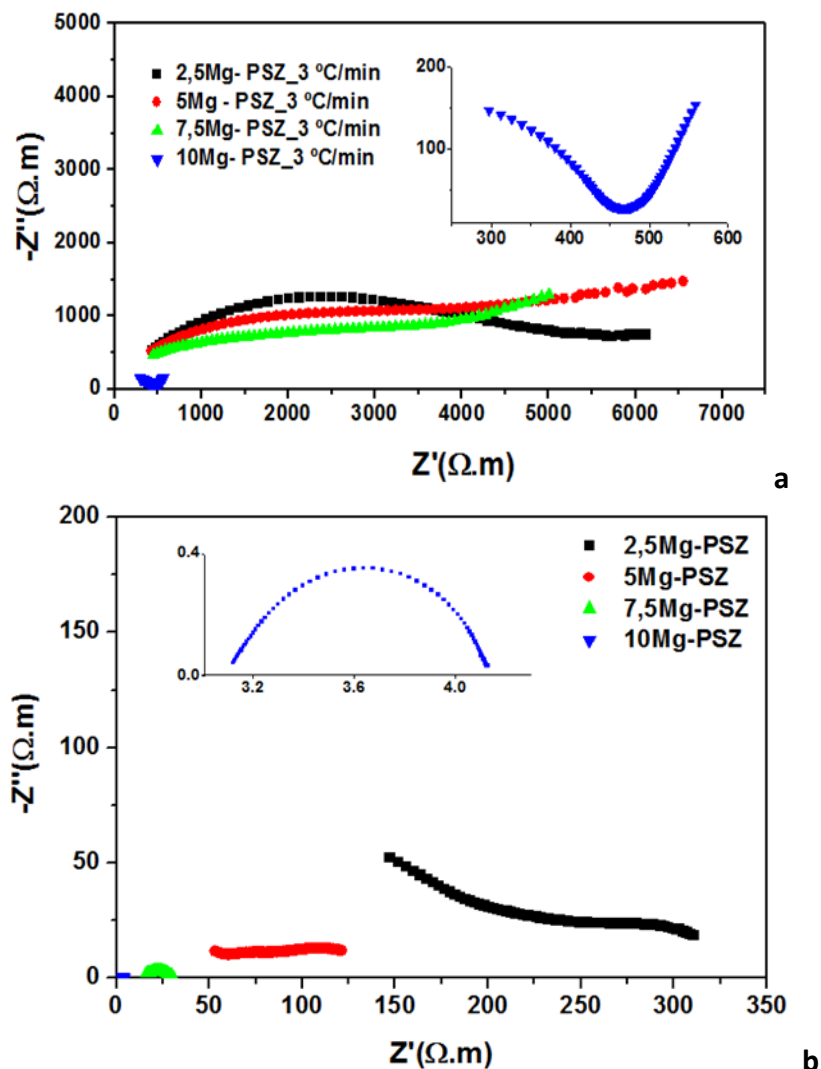 5000
4000
3000
2000
1000
0
-Z''(Ω.m)
2,5Mg- PSZ_3 ºC/min
5Mg - PSZ_3 ºC/min
7,5Mg- PSZ_3 ºC/min
10Mg- PSZ_3 ºC/min
200
100
300 400 500 600
0 1000 2000 3000 4000 5000 6000 7000
Z'(Ω.m)
a
200
150
100
50
0
-Z''(Ω.m)
0.4
0.0
3.2 3.6 4.0
2,5Mg-PSZ
5Mg-PSZ
7,5Mg-PSZ
10Mg-PSZ
0 50 100 150 200 250 300 350
Z'(Ω.m)
b